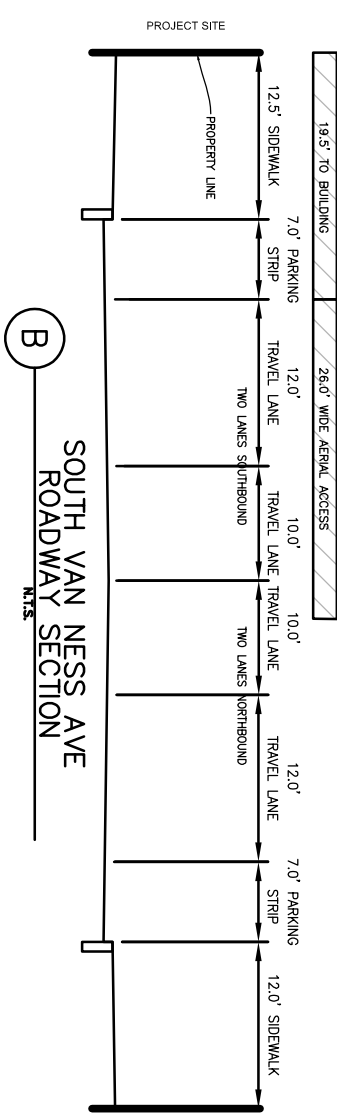 PROJECT SITE
19.5' TO BUILDING
26.0' WIDE AERIAL ACCESS
12.5' SIDEWALK
7.0' PARKING
STRIP
12.0'
TRAVEL LANE
10.0'
TRAVEL LANE
10.0'
TRAVEL LANE
12.0'
TRAVEL LANE
7.0' PARKING
STRIP
12.0' SIDEWALK
TWO LANES SOUTHBOUND
TWO LANES NORTHBOUND
PROPERTY LINE
B
SOUTH VAN NESS AVE
ROADWAY SECTION
N.T.S.